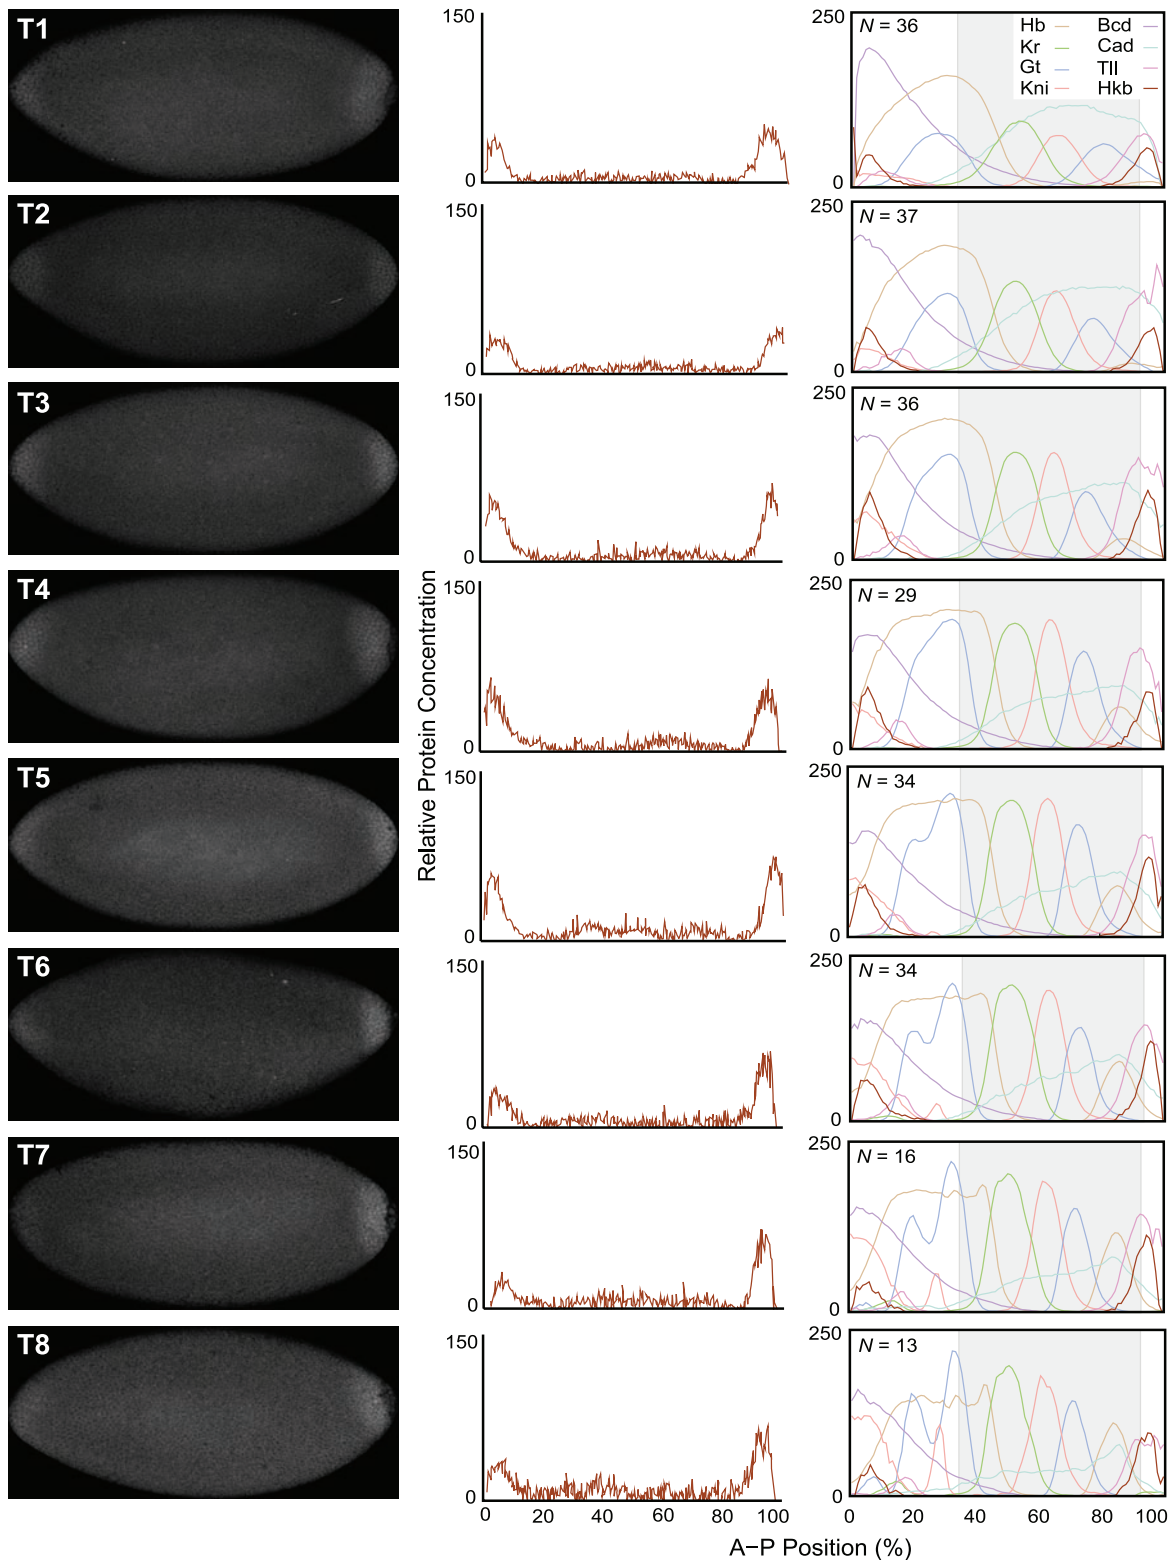 T1
150
0
250
0
N = 36
Hb
Kr
Gt
Kni
Bcd
Cad
Tll
Hkb
T2
150
0
250
0
N = 37
T3
150
0
250
0
N = 36
T4
150
0
250
0
N = 29
Relative Protein Concentration
T5
150
0
250
0
N = 34
T6
150
0
250
0
N = 34
T7
150
0
250
0
N = 16
T8
150
0
250
0
N = 13
0 20 40 60 80 100
0 20 40 60 80 100
A–P Position (%)